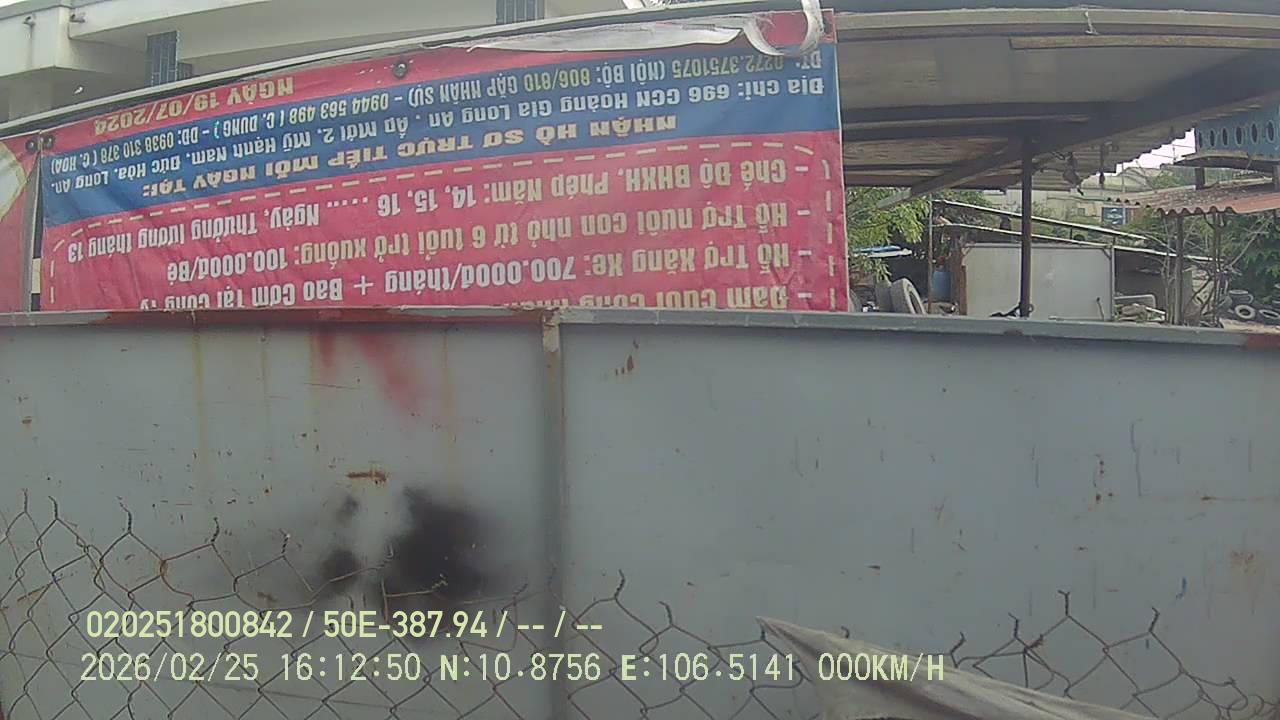 - Đám cưới công nhân
- Hỗ Trợ xăng xe: 700.000đ/tháng + Bao Cơm Tại Công Ty
- Hỗ Trợ nuôi con nhỏ từ 6 tuổi trở xuống: 100.000đ/Bé
- Chế Độ BHXH, Phép Năm: 14, 15, 16 ..... Ngày, Thưởng lương tháng 13
NHẬN HỒ SƠ TRỰC TIẾP MỖI NGÀY TẠI:
Địa chỉ: 696 CCN Hoàng Gia Long An, Ấp Mới 2, Mỹ Hạnh Nam, Đức Hòa, Long An.
ĐT: 0272.3751075 (NỘI BỘ: 806/810 GẶP NHÂN SỰ) - 0944 563 498 ( C. DUNG ) - DĐ: 0938 310 378 ( C. HOA)
NGÀY 19/07/2024
020251800842 / 50E-387.94 / -- / --
2026/02/25 16:12:50 N:10.8756 E:106.5141 000KM/H